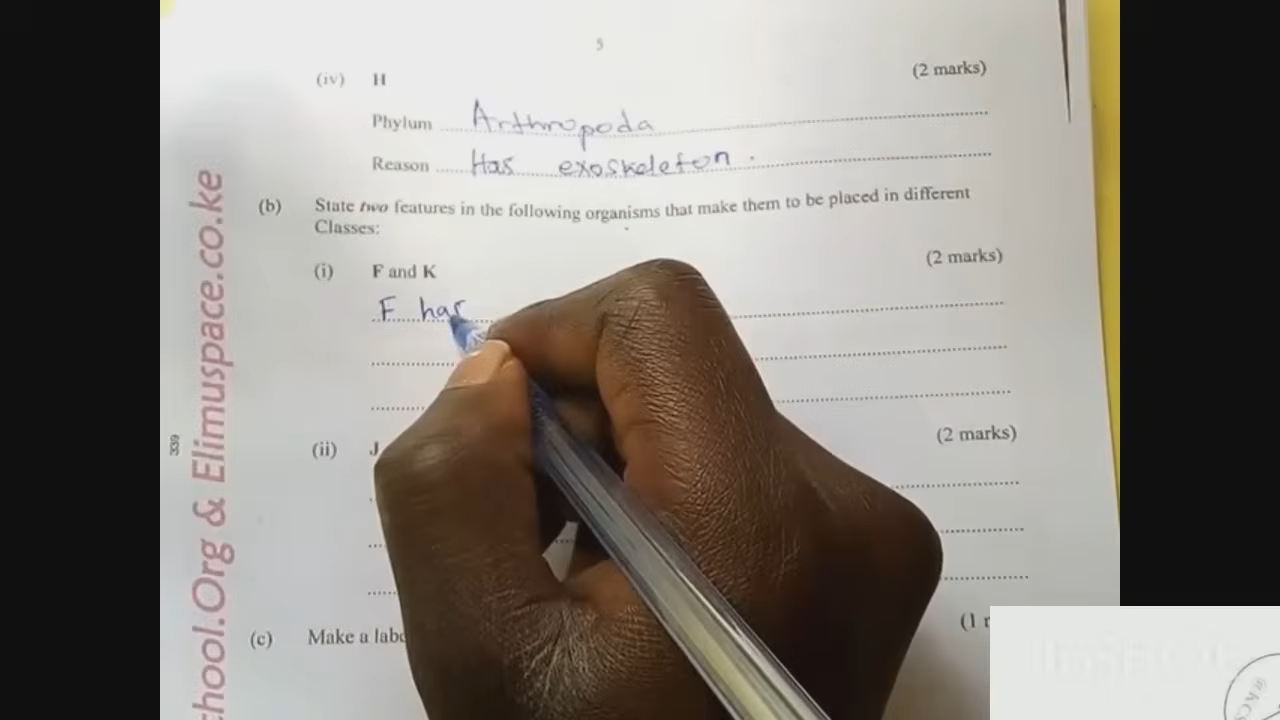 5
(iv) H (2 marks)
Phylum Arthropoda
Reason Has exoskeleton.
(b) State two features in the following organisms that make them to be placed in different
Classes:
(i) F and K (2 marks)
F has
(ii) J (2 marks)
(c) Make a labe
(1
339
chool.Org & Elimuspace.co.ke